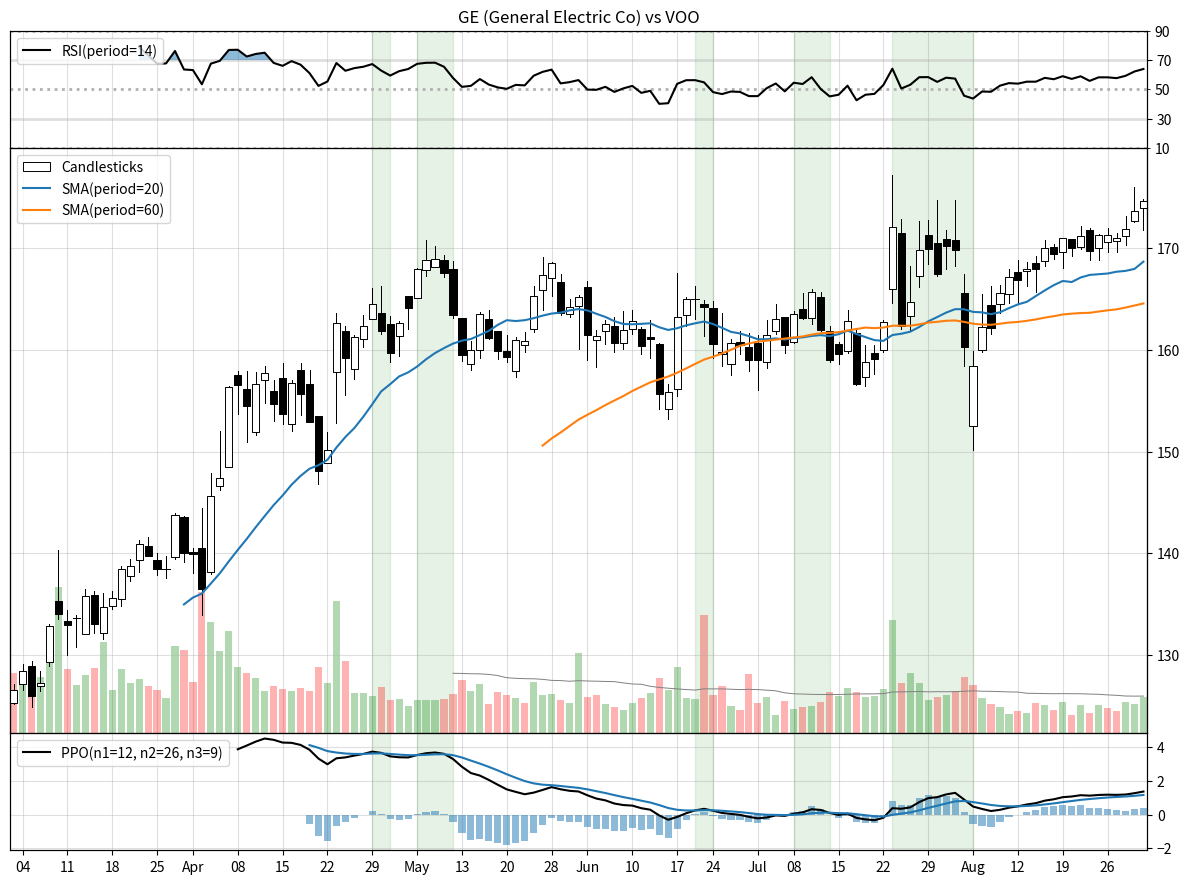 GE (General Electric Co) vs VOO
RSI(period=14)
90
70
50
30
10
Candlesticks
SMA(period=20)
SMA(period=60)
170
160
150
140
130
PPO(n1=12, n2=26, n3=9)
4
2
0
−2
04 11 18 25 Apr 08 15 22 29 May 13 20 28 Jun 10 17 24 Jul 08 15 22 29 Aug 12 19 26